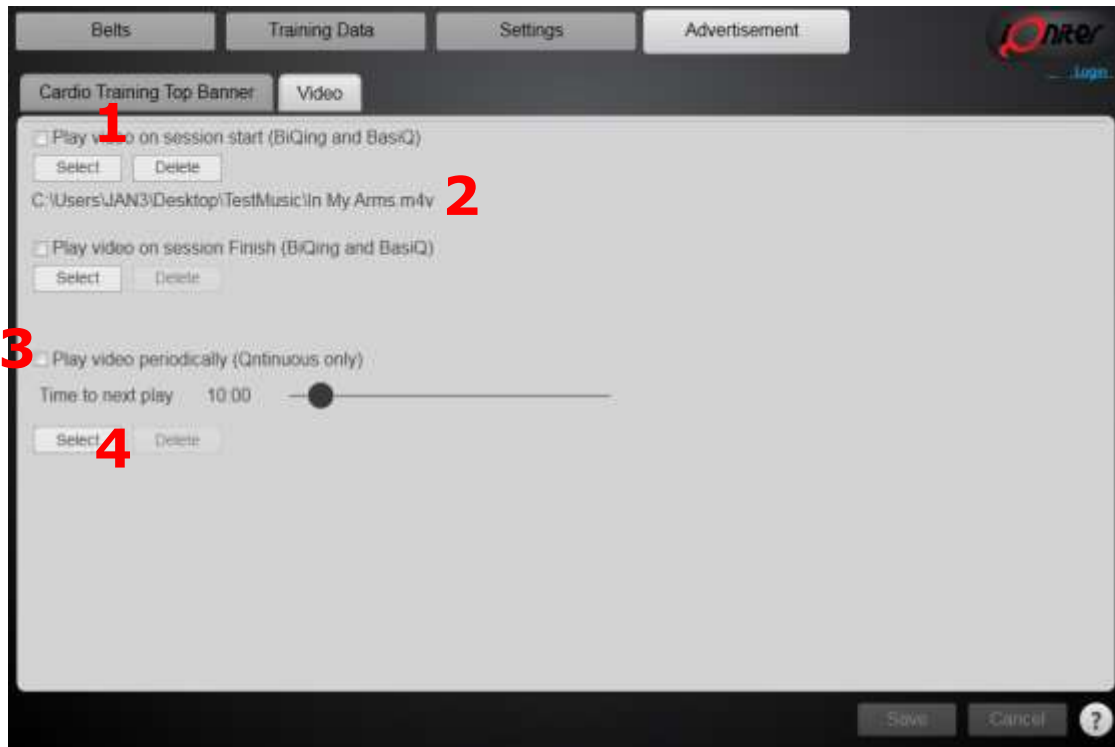 Belts Training Data Settings Advertisement iQniter
Login
Cardio Training Top Banner Video
1
Play video on session start (BiQing and BasiQ)
Select Delete
C:\Users\JAN3\Desktop\TestMusic\In My Arms.m4v 2
Play video on session Finish (BiQing and BasiQ)
Select Delete
3
Play video periodically (Qntinuous only)
Time to next play 10:00
Select Delete
4
Save Cancel ?